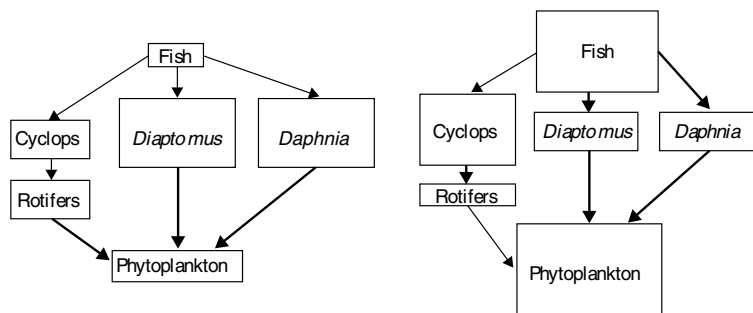 Fish
Cyclops
Diaptomus
Daphnia
Rotifers
Phytoplankton
Fish
Cyclops
Diaptomus
Daphnia
Rotifers
Phytoplankton